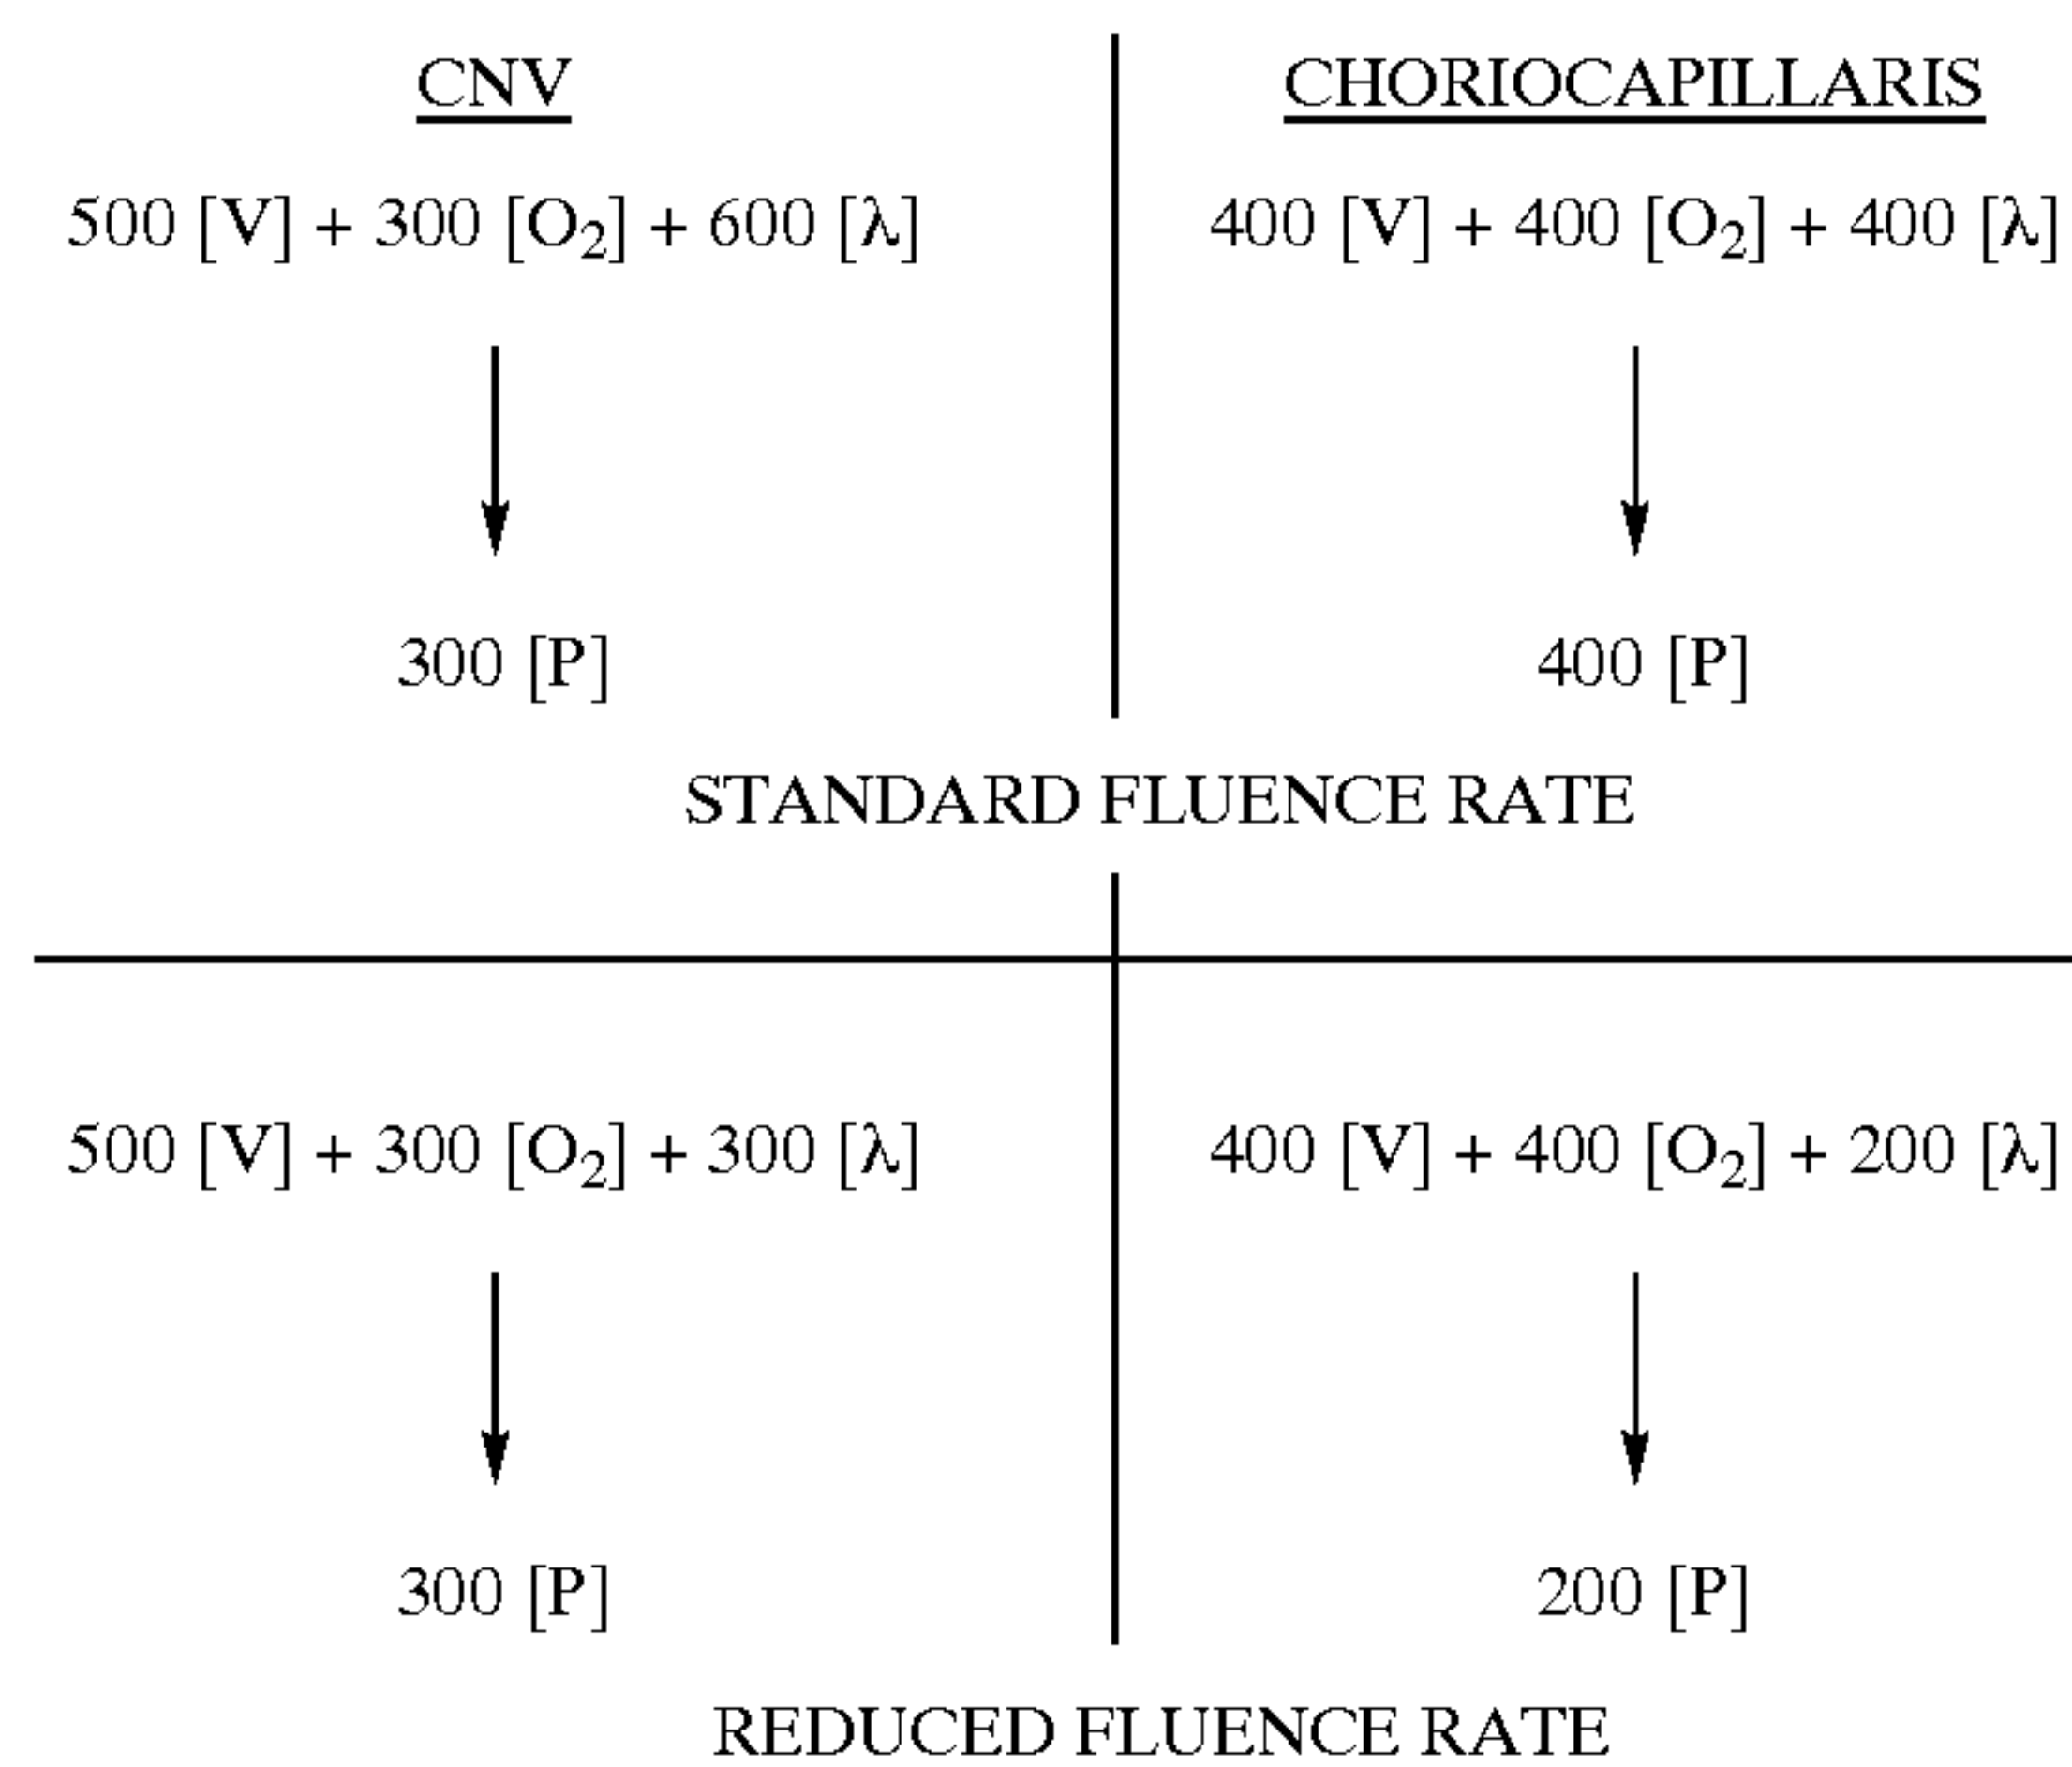 CNV
CHORIOCAPILLARIS
500 [V] + 300 [O₂] + 600 [λ]
400 [V] + 400 [O₂] + 400 [λ]
300 [P]
400 [P]
STANDARD FLUENCE RATE
500 [V] + 300 [O₂] + 300 [λ]
400 [V] + 400 [O₂] + 200 [λ]
300 [P]
200 [P]
REDUCED FLUENCE RATE